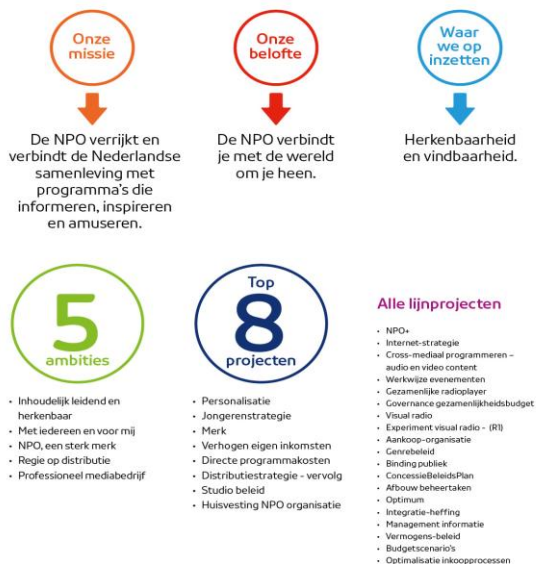 Onze
missie
De NPO verrijkt en
verbindt de Nederlandse
samenleving met
programma's die
informeren, inspireren
en amuseren.
Onze
belofte
De NPO verbindt
je met de wereld
om je heen.
Waar
we op
inzetten
Herkenbaarheid
en vindbaarheid.
5
ambities
• Inhoudelijk leidend en
herkenbaar
• Met iedereen en voor mij
• NPO, een sterk merk
• Regie op distributie
• Professioneel mediabedrijf
Top
8
projecten
• Personalisatie
• Jongerenstrategie
• Merk
• Verhogen eigen inkomsten
• Directe programmakosten
• Distributiestrategie - vervolg
• Studio beleid
• Huisvesting NPO organisatie
Alle lijnprojecten
• NPO+
• Internet-strategie
• Cross-mediaal programmeren –
audio en video content
• Werkwijze evenementen
• Gezamenlijke radioplayer
• Governance gezamenlijkheidsbudget
• Visual radio
• Experiment visual radio - (R1)
• Aankoop-organisatie
• Genrebeleid
• Binding publiek
• ConcessieBeleidsPlan
• Afbouw beheertaken
• Optimum
• Integratie-heffing
• Management informatie
• Vermogens-beleid
• Budgetscenario's
• Optimalisatie inkoopprocessen